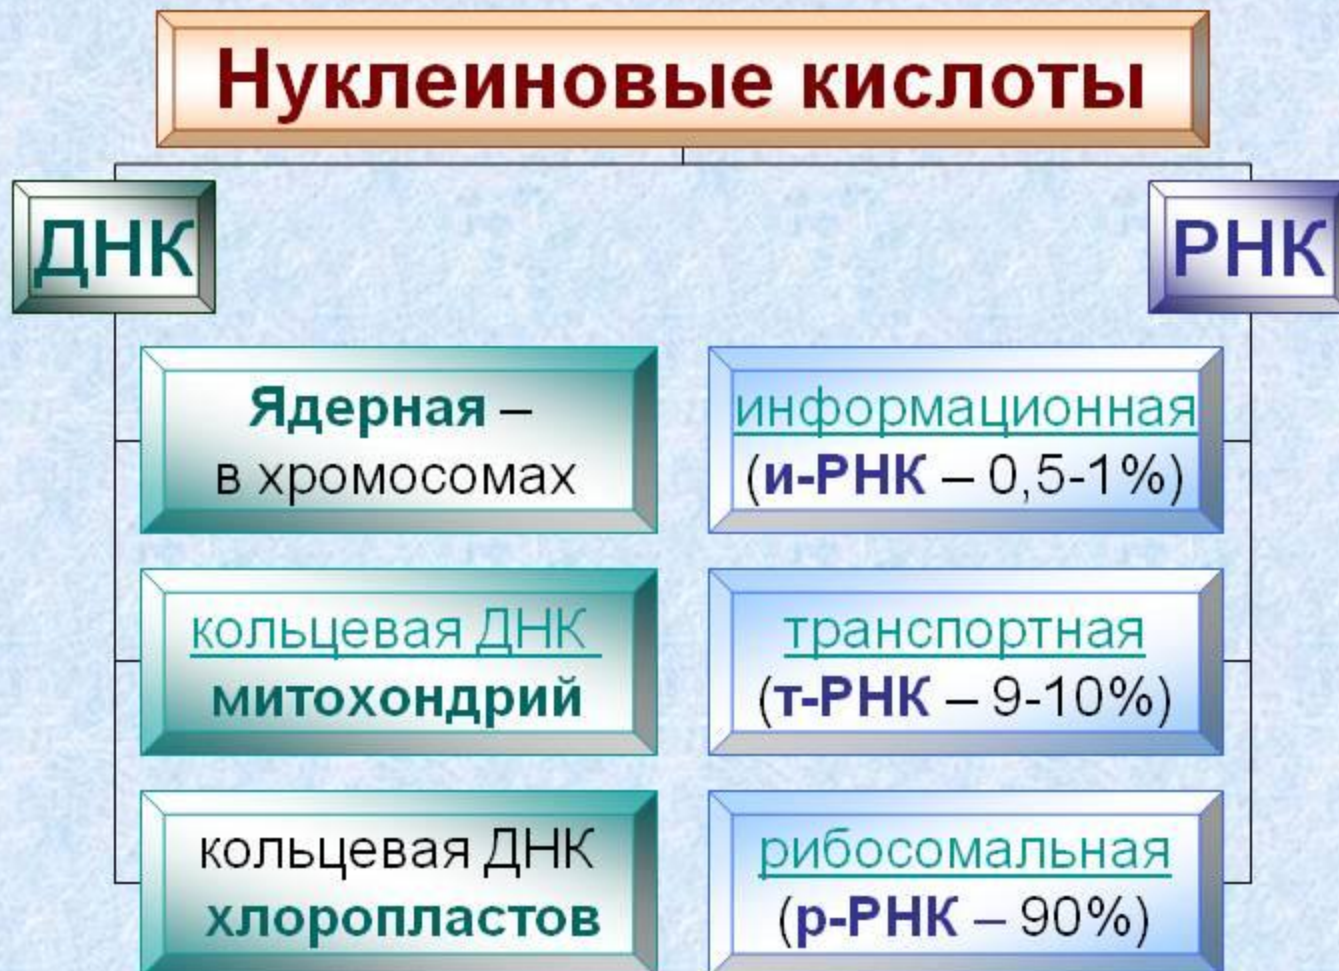 Нуклеиновые кислоты
ДНК
РНК
Ядерная –
в хромосомах
информационная
(и-РНК – 0,5-1%)
кольцевая ДНК
митохондрий
транспортная
(т-РНК – 9-10%)
кольцевая ДНК
хлоропластов
рибосомальная
(р-РНК – 90%)